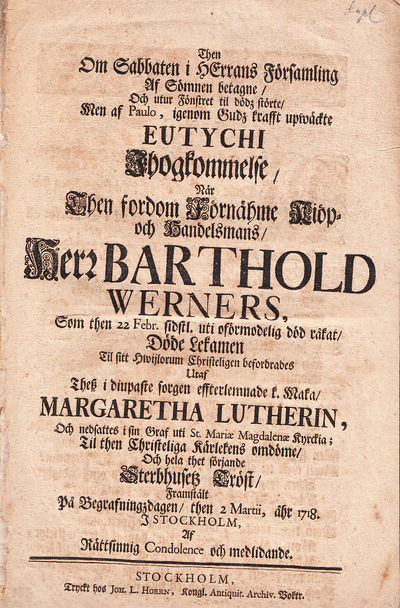 Dupl
Then
Om Sabbaten i HErrans Församling
Af Sömnen betagne/
Och utur Fönstret til dödz störte/
Men af Paulo, igenom Gudz krafft upwäckte
EUTYCHI
Ihogkommelse/
När
Then fordom Förnähme Kiöp-
och Handelsmans/
Herr BARTHOLD
WERNERS,
Som then 22 Febr. sidstl. uti oförmodelig död råkat/
Döde Lekamen
Til sitt Hwijlorum Christeligen befordrades
Utaf
Theß i diupaste sorgen effterlemnade k. Maka/
MARGARETHA LUTHERIN,
Och nedsattes i sin Graf uti St. Mariæ Magdalenæ Kyrckia;
Til then Christeliga Kärlekens omdöme/
Och hela thet sörjande
Sterbhusetz Tröst/
Framstält
På Begrafningzdagen/ then 2 Martii, åhr 1718.
I STOCKHOLM,
Af
Rättsinnig Condolence och medlidande.
STOCKHOLM,
Tryckt hos Joh. L. Horrn, Kongl. Antiquit. Archiv. Boktr.